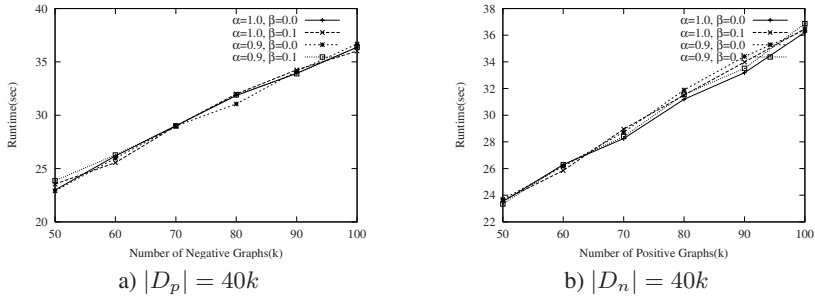 40
35
30
25
20
50
60
70
80
90
100
Runtime(sec)
Number of Negative Graphs(k)
α=1.0, β=0.0
α=1.0, β=0.1
α=0.9, β=0.0
α=0.9, β=0.1
a) |Dp| = 40k
38
36
34
32
30
28
26
24
22
50
60
70
80
90
100
Runtime(sec)
Number of Positive Graphs(k)
α=1.0, β=0.0
α=1.0, β=0.1
α=0.9, β=0.0
α=0.9, β=0.1
b) |Dn| = 40k